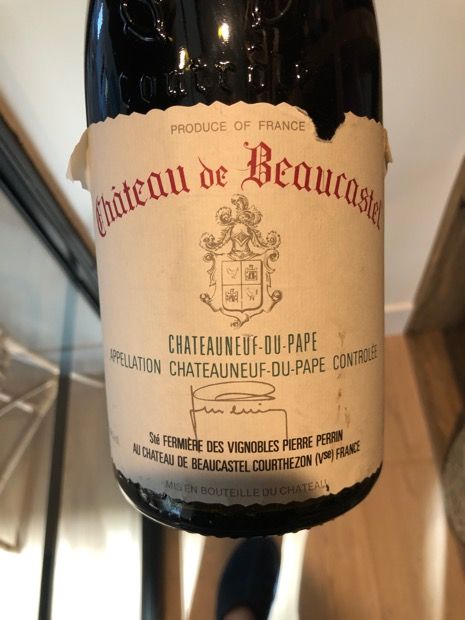 PRODUCE OF FRANCE
Château de Beaucastel
CHATEAUNEUF-DU-PAPE
APPELLATION CHATEAUNEUF-DU-PAPE CONTROLÉE
Sté FERMIÈRE DES VIGNOBLES PIERRE PERRIN
AU CHATEAU DE BEAUCASTEL COURTHEZON (Vse) FRANCE
MIS EN BOUTEILLE DU CHATEAU